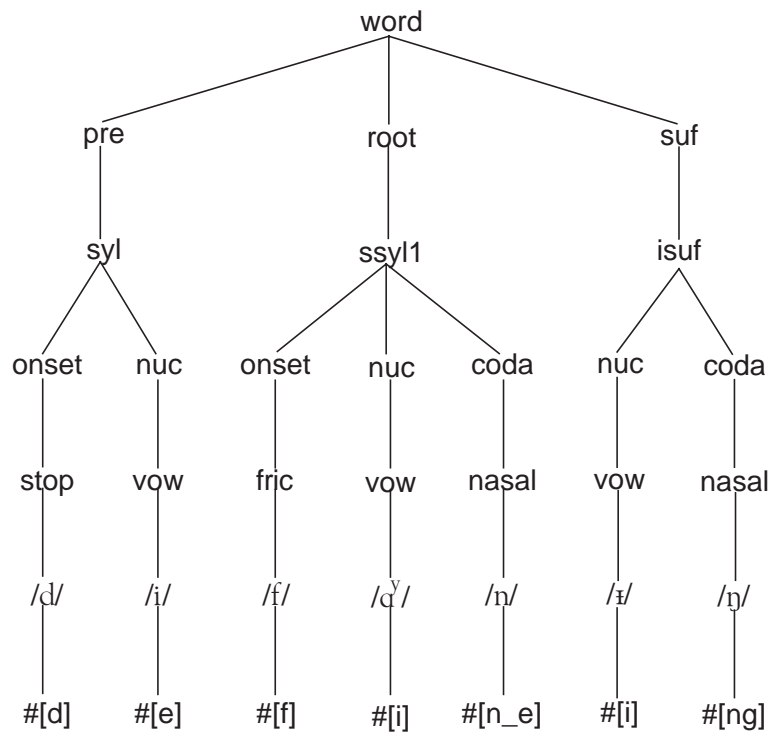 word
pre root suf
syl ssyl1 isuf
onset nuc onset nuc coda nuc coda
stop vow fric vow nasal vow nasal
/d/ /i/ /f/ /ɑʸ/ /n/ /ᵻ/ /ŋ/
#[d] #[e] #[f] #[i] #[n_e] #[i] #[ng]